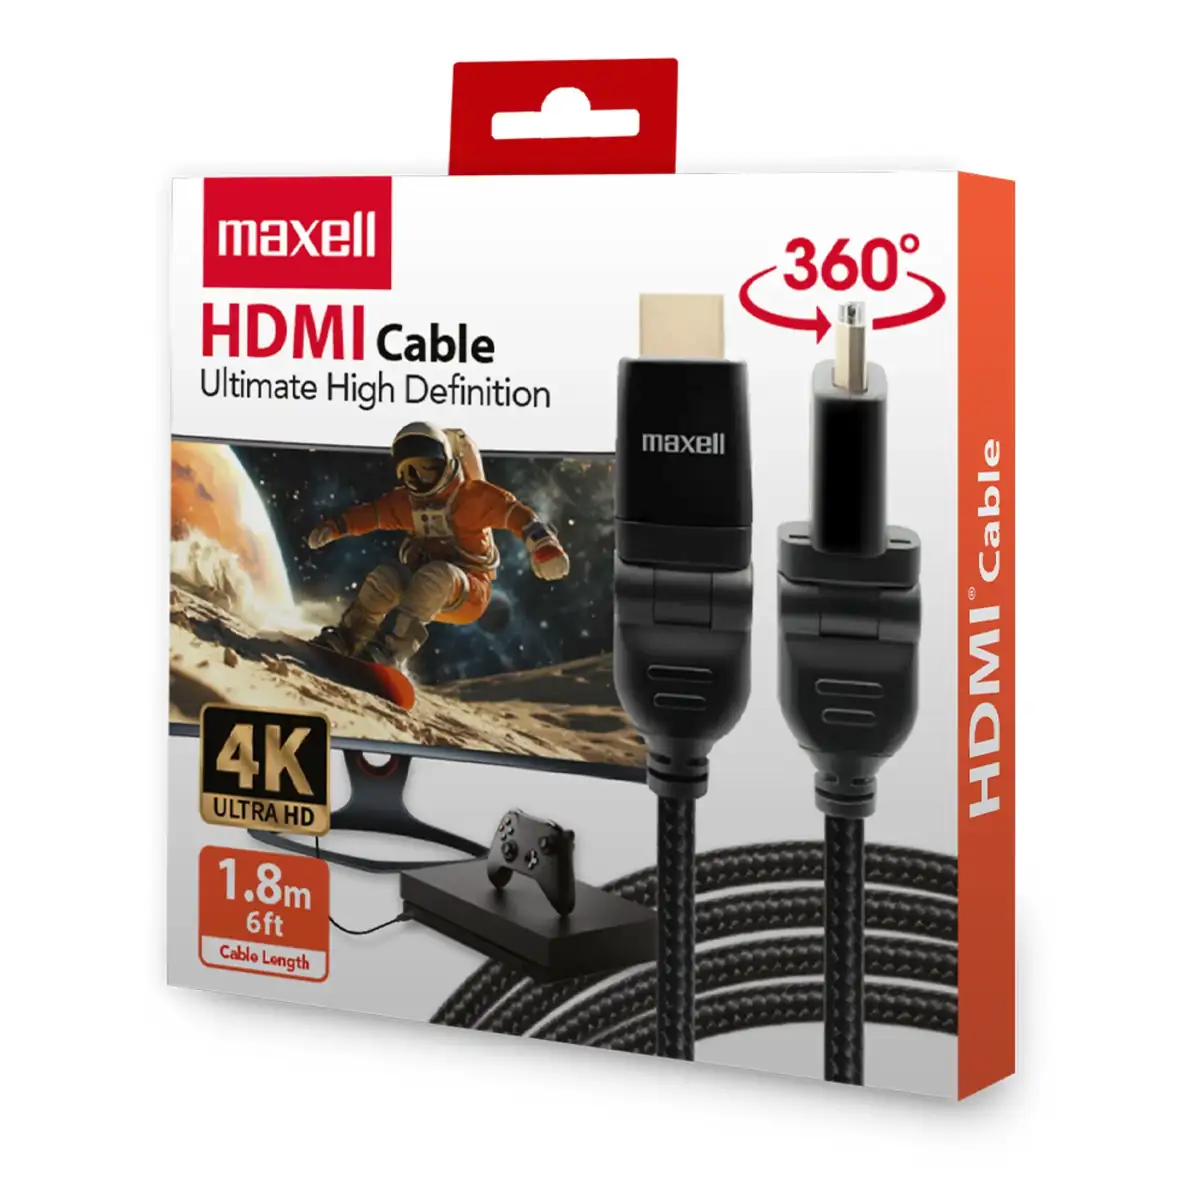 maxell
HDMI Cable
Ultimate High Definition
360°
maxell
4K
ULTRA HD
1.8m
6ft
Cable Length
HDMI® Cable